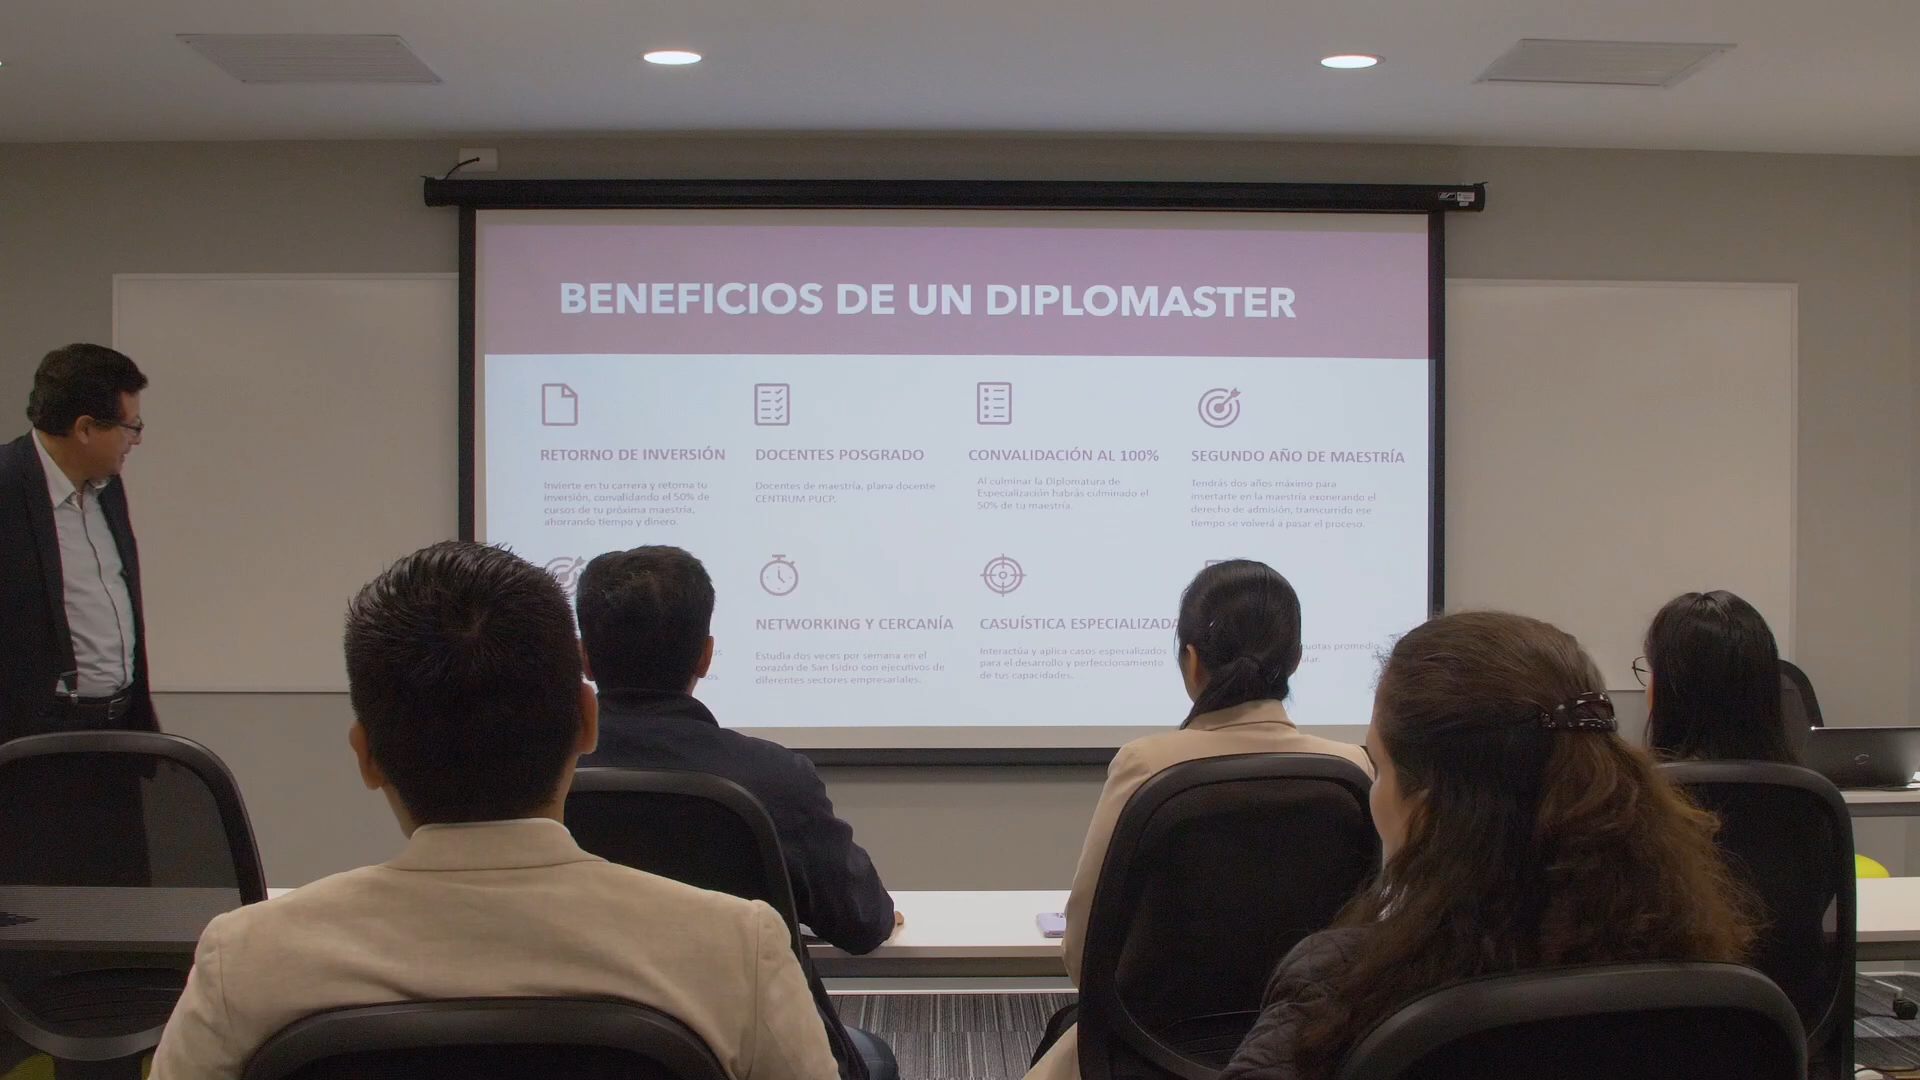 BENEFICIOS DE UN DIPLOMASTER
RETORNO DE INVERSIÓN
Invierte en tu carrera y retorna tu
inversión, convalidando el 50% de
cursos de tu próxima maestría,
ahorrando tiempo y dinero.
DOCENTES POSGRADO
Docentes de maestría, plana docente
CENTRUM PUCP.
CONVALIDACIÓN AL 100%
Al culminar la Diplomatura de
Especialización habrás culminado el
50% de tu maestría.
SEGUNDO AÑO DE MAESTRÍA
Tendrás dos años máximo para
insertarte en la maestría exonerando el
derecho de admisión, transcurrido ese
tiempo se volverá a pasar el proceso.
NETWORKING Y CERCANÍA
Estudia dos veces por semana en el
corazón de San Isidro con ejecutivos de
diferentes sectores empresariales.
CASUÍSTICA ESPECIALIZADA
Interactúa y aplica casos especializados
para el desarrollo y perfeccionamiento
de tus capacidades.
cuotas promedio